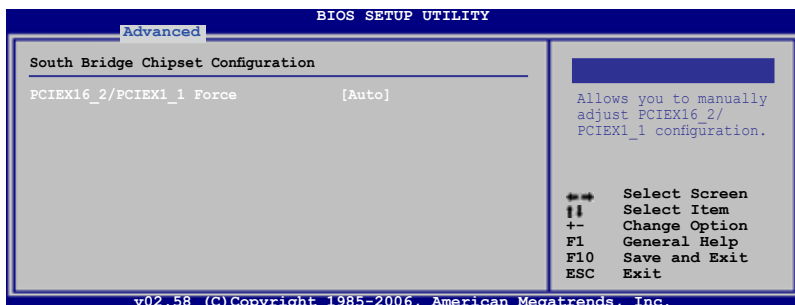 BIOS SETUP UTILITY
Advanced
South Bridge Chipset Configuration
PCIEX16_2/PCIEX1_1 Force [Auto]
Allows you to manually
adjust PCIEX16_2/
PCIEX1_1 configuration.
Select Screen
Select Item
+- Change Option
F1 General Help
F10 Save and Exit
ESC Exit
v02.58 (C)Copyright 1985-2006, American Megatrends, Inc.